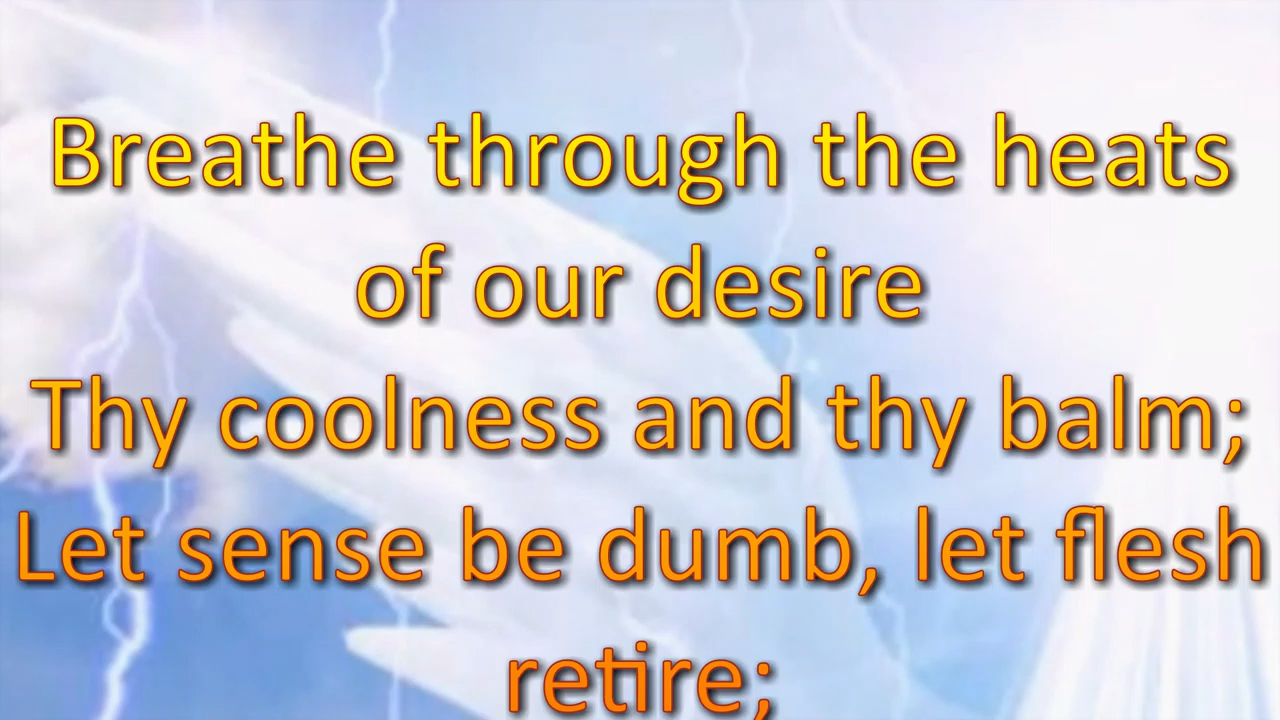 Breathe through the heats
of our desire
Thy coolness and thy balm;
Let sense be dumb, let flesh
retire;